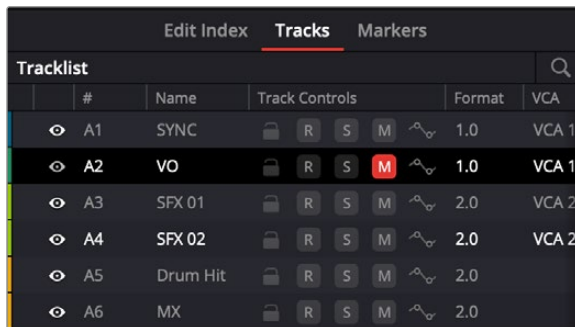 Edit Index Tracks Markers
Tracklist
# Name Track Controls Format VCA
A1 SYNC R S M 1.0 VCA 1
A2 VO R S M 1.0 VCA 1
A3 SFX 01 R S M 2.0 VCA 2
A4 SFX 02 R S M 2.0 VCA 2
A5 Drum Hit R S M 2.0
A6 MX R S M 2.0